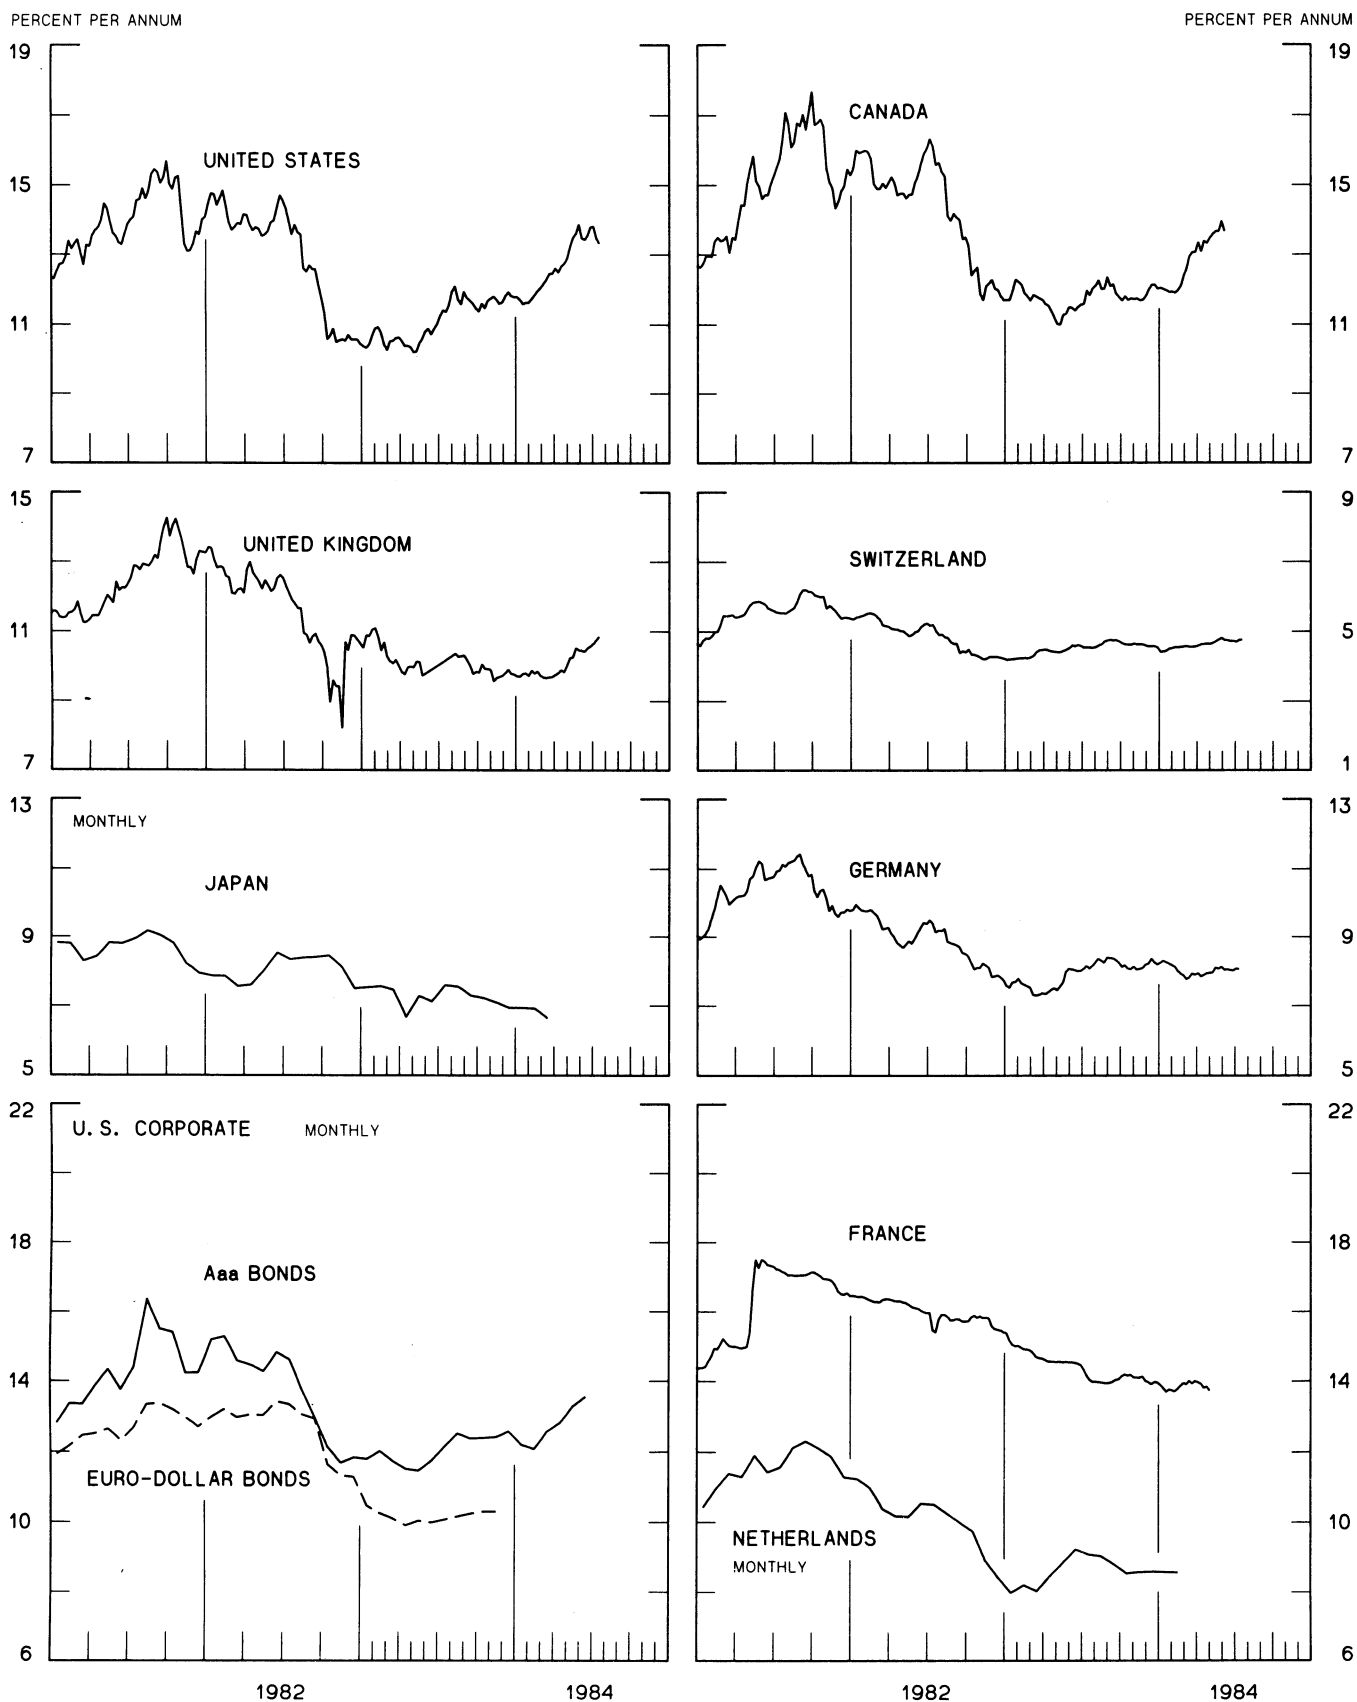 PERCENT PER ANNUM
PERCENT PER ANNUM
19
15
11
7
UNITED STATES
19
15
11
7
CANADA
15
11
7
UNITED KINGDOM
9
5
1
SWITZERLAND
13
9
5
MONTHLY
JAPAN
13
9
5
GERMANY
22
18
14
10
6
U.S. CORPORATE MONTHLY
Aaa BONDS
EURO-DOLLAR BONDS
22
18
14
10
6
FRANCE
NETHERLANDS
MONTHLY
1982 1984
1982 1984